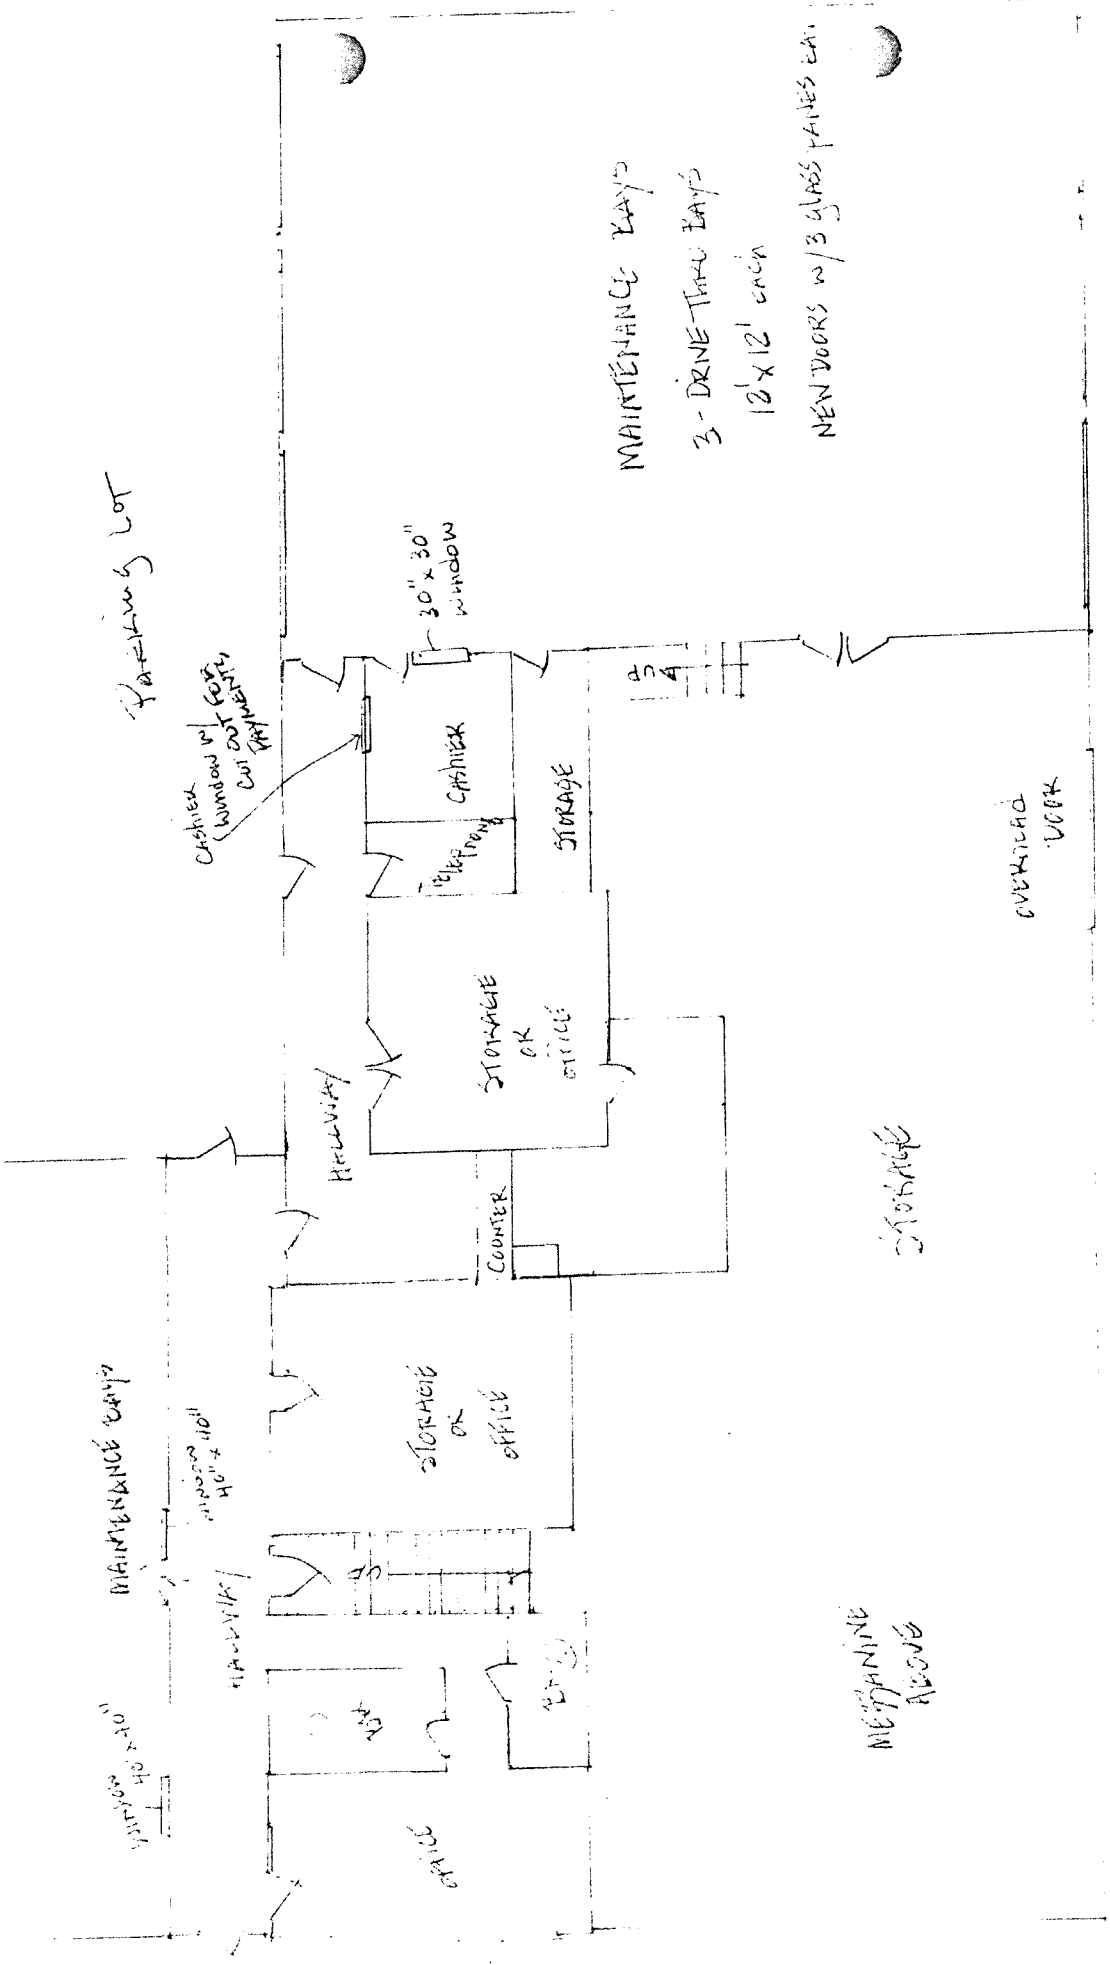 Parking Lot
CASHIER
WINDOW W/
CUT OUT FOR
PAYMENTS
30" x 30"
window
MAINTENANCE BAYS
3 - DRIVE THRU BAYS
12' x 12' EACH
NEW DOORS W/3 GLASS PANES EA.
CASHIER
STORAGE
STORAGE
OR
OFFICE
HALLWAY
COUNTER
OVERHEAD
DOOR
STORAGE
MAINENANCE BAYS
WINDOW
40" x 40"
STORAGE
OR
OFFICE
HALLWAY
WINDOW
40" x 40"
OFFICE
MEZZANINE
ABOVE